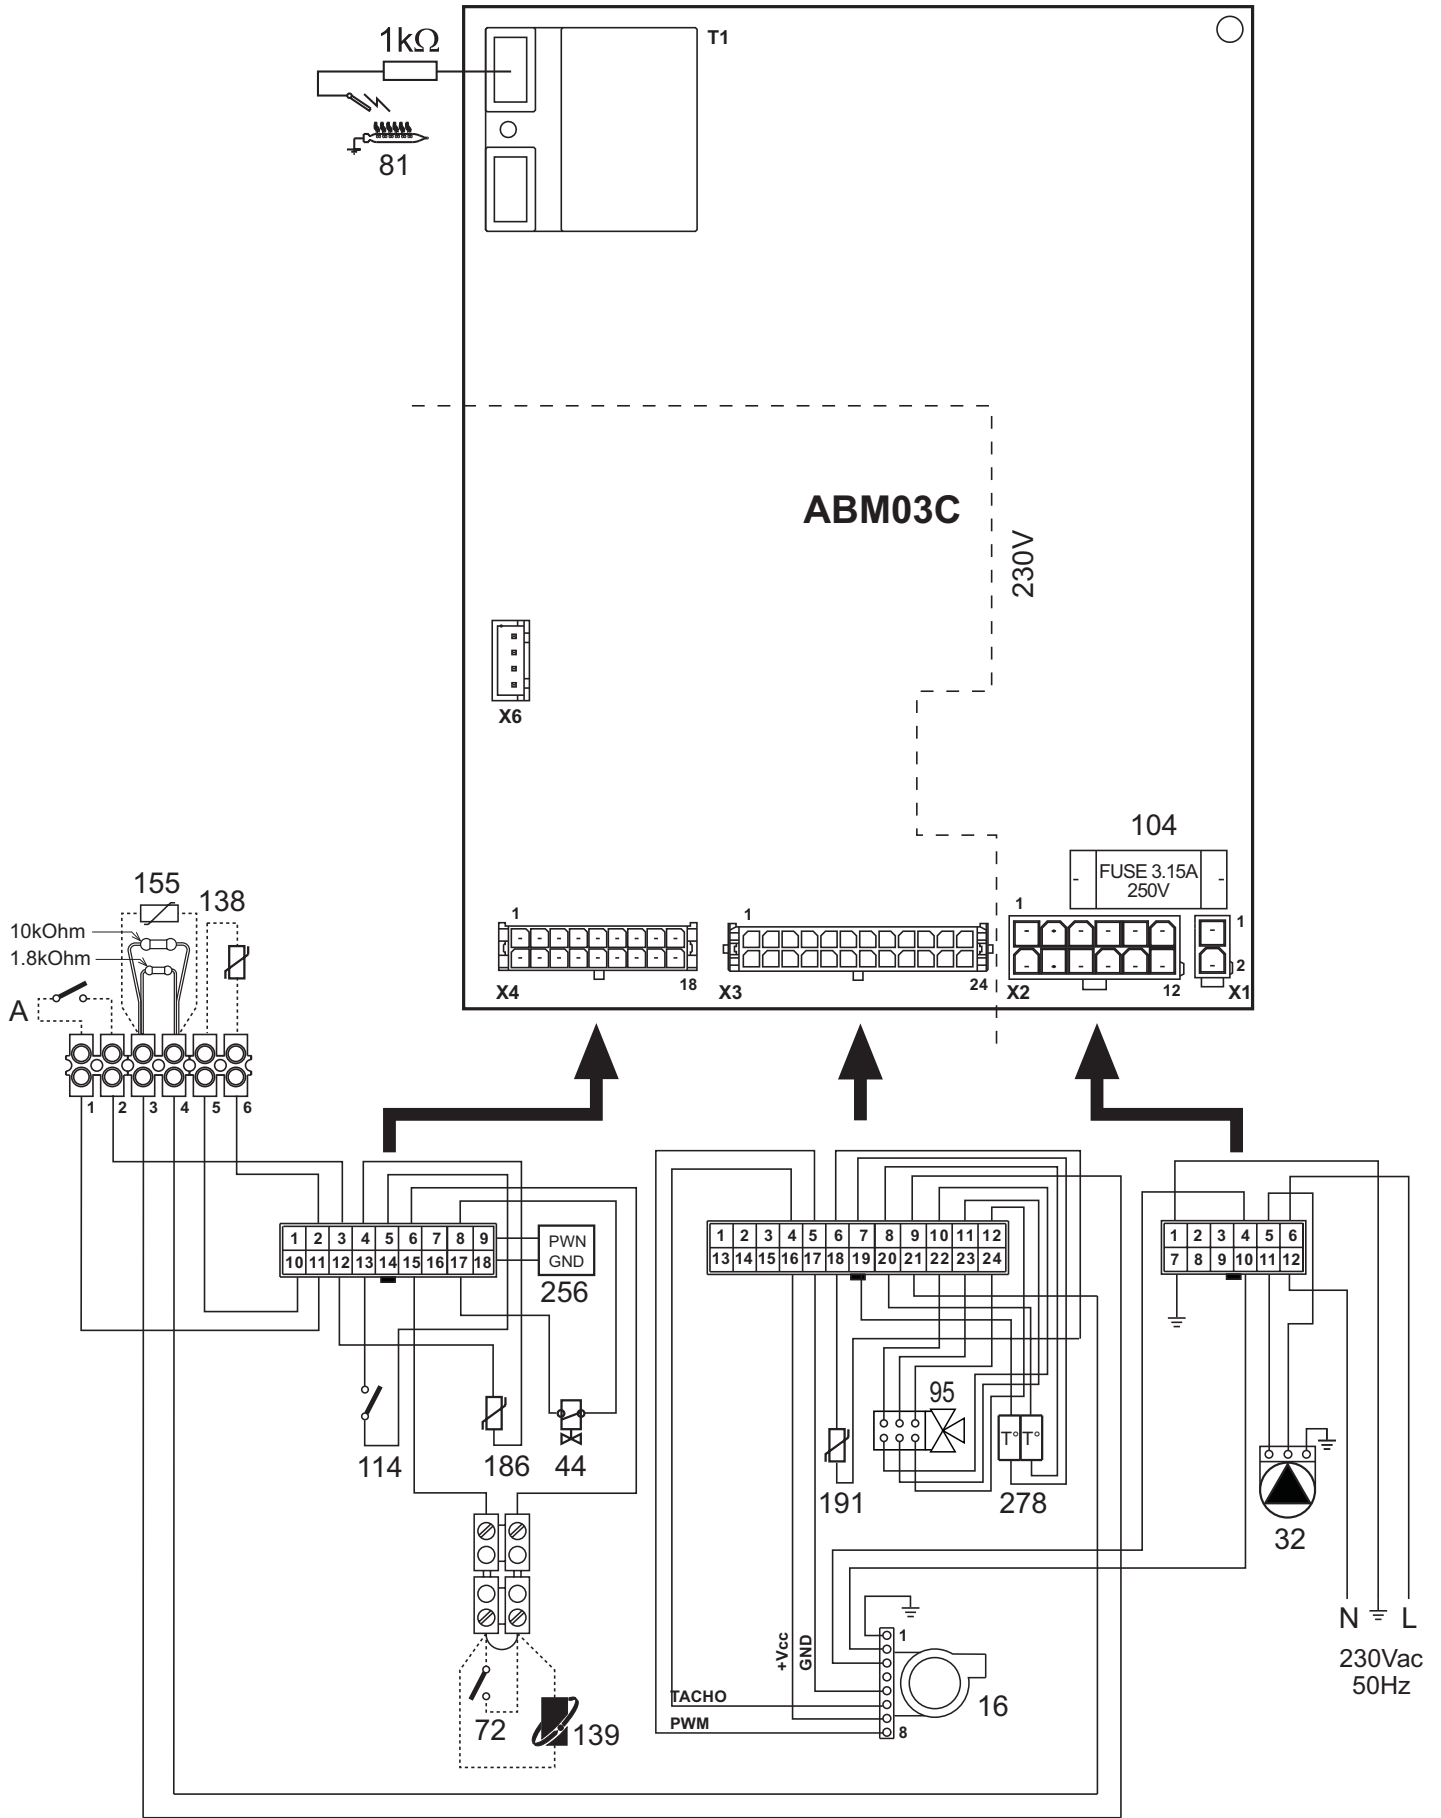 1kΩ
T1
81
ABM03C
230V
X6
104
FUSE 3.15A
250V
155
138
10kOhm
1.8kOhm
A
1
1
1
1
X4
18
X3
24
X2
12
2
X1
1
2
3
4
5
6
1 2 3 4 5 6 7 8 9
10 11 12 13 14 15 16 17 18
PWN
GND
256
1 2 3 4 5 6 7 8 9 10 11 12
13 14 15 16 17 18 19 20 21 22 23 24
1 2 3 4 5 6
7 8 9 10 11 12
114
186
44
191
95
T° T°
278
32
N
L
230Vac
50Hz
+Vcc
GND
TACHO
PWM
1
8
16
72
139